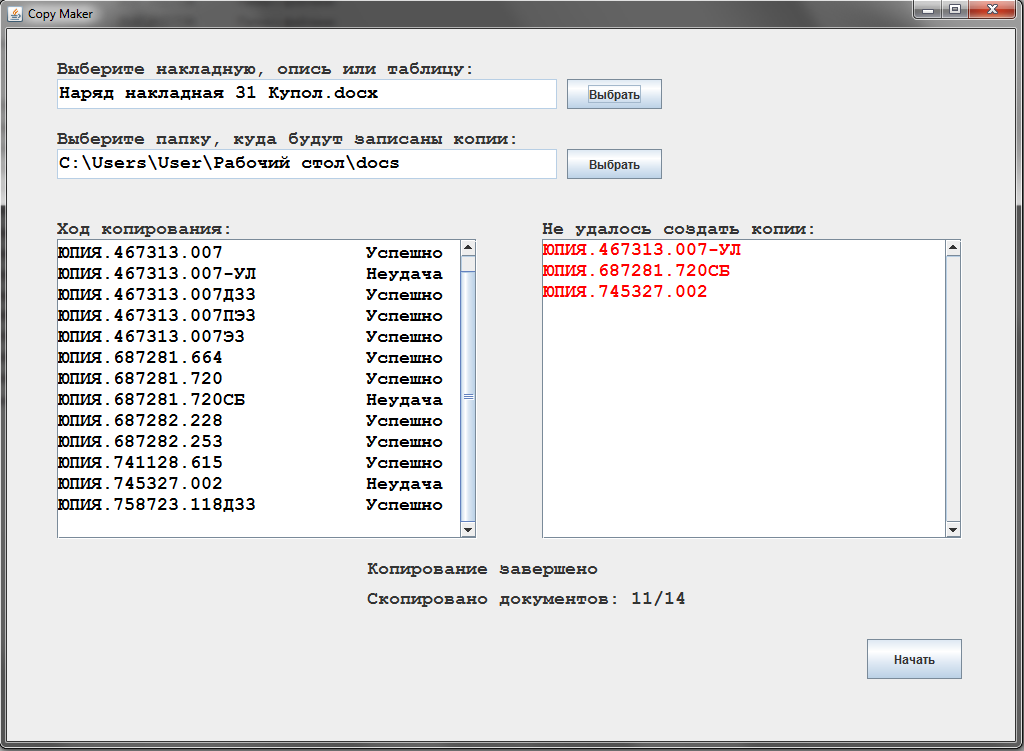 Copy Maker
Выберите накладную, опись или таблицу:
Наряд накладная 31 Купол.docx
Выбрать
Выберите папку, куда будут записаны копии:
C:\Users\User\Рабочий стол\docs
Выбрать
Ход копирования:
ЮПИЯ.467313.007 Успешно
ЮПИЯ.467313.007-УЛ Неудача
ЮПИЯ.467313.007Д33 Успешно
ЮПИЯ.467313.007ПЭ3 Успешно
ЮПИЯ.467313.007Э3 Успешно
ЮПИЯ.687281.664 Успешно
ЮПИЯ.687281.720 Успешно
ЮПИЯ.687281.720СБ Неудача
ЮПИЯ.687282.228 Успешно
ЮПИЯ.687282.253 Успешно
ЮПИЯ.741128.615 Успешно
ЮПИЯ.745327.002 Неудача
ЮПИЯ.758723.118Д33 Успешно
Не удалось создать копии:
ЮПИЯ.467313.007-УЛ
ЮПИЯ.687281.720СБ
ЮПИЯ.745327.002
Копирование завершено
Скопировано документов: 11/14
Начать